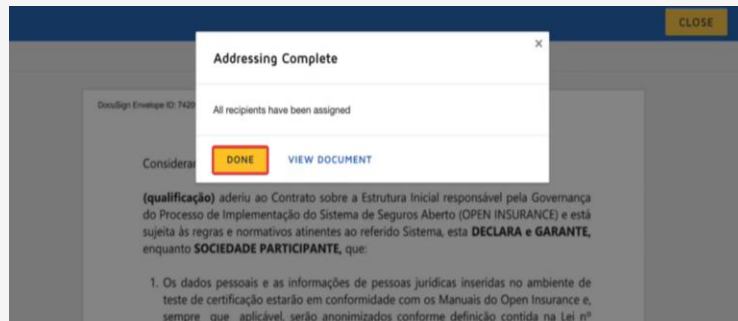 CLOSE
Addressing Complete
×
DocuSign Envelope ID: 7420
All recipients have been assigned
DONE VIEW DOCUMENT
(qualificação) aderiu ao Contrato sobre a Estrutura Inicial responsável pela Governança
do Processo de Implementação do Sistema de Seguros Aberto (OPEN INSURANCE) e está
sujeita às regras e normativos atinentes ao referido Sistema, esta DECLARA e GARANTE,
enquanto SOCIEDADE PARTICIPANTE, que:
1. Os dados pessoais e as informações de pessoas jurídicas inseridas no ambiente de
teste de certificação estarão em conformidade com os Manuais do Open Insurance e,
sempre que aplicável, serão anonimizados conforme definição contida na Lei nº